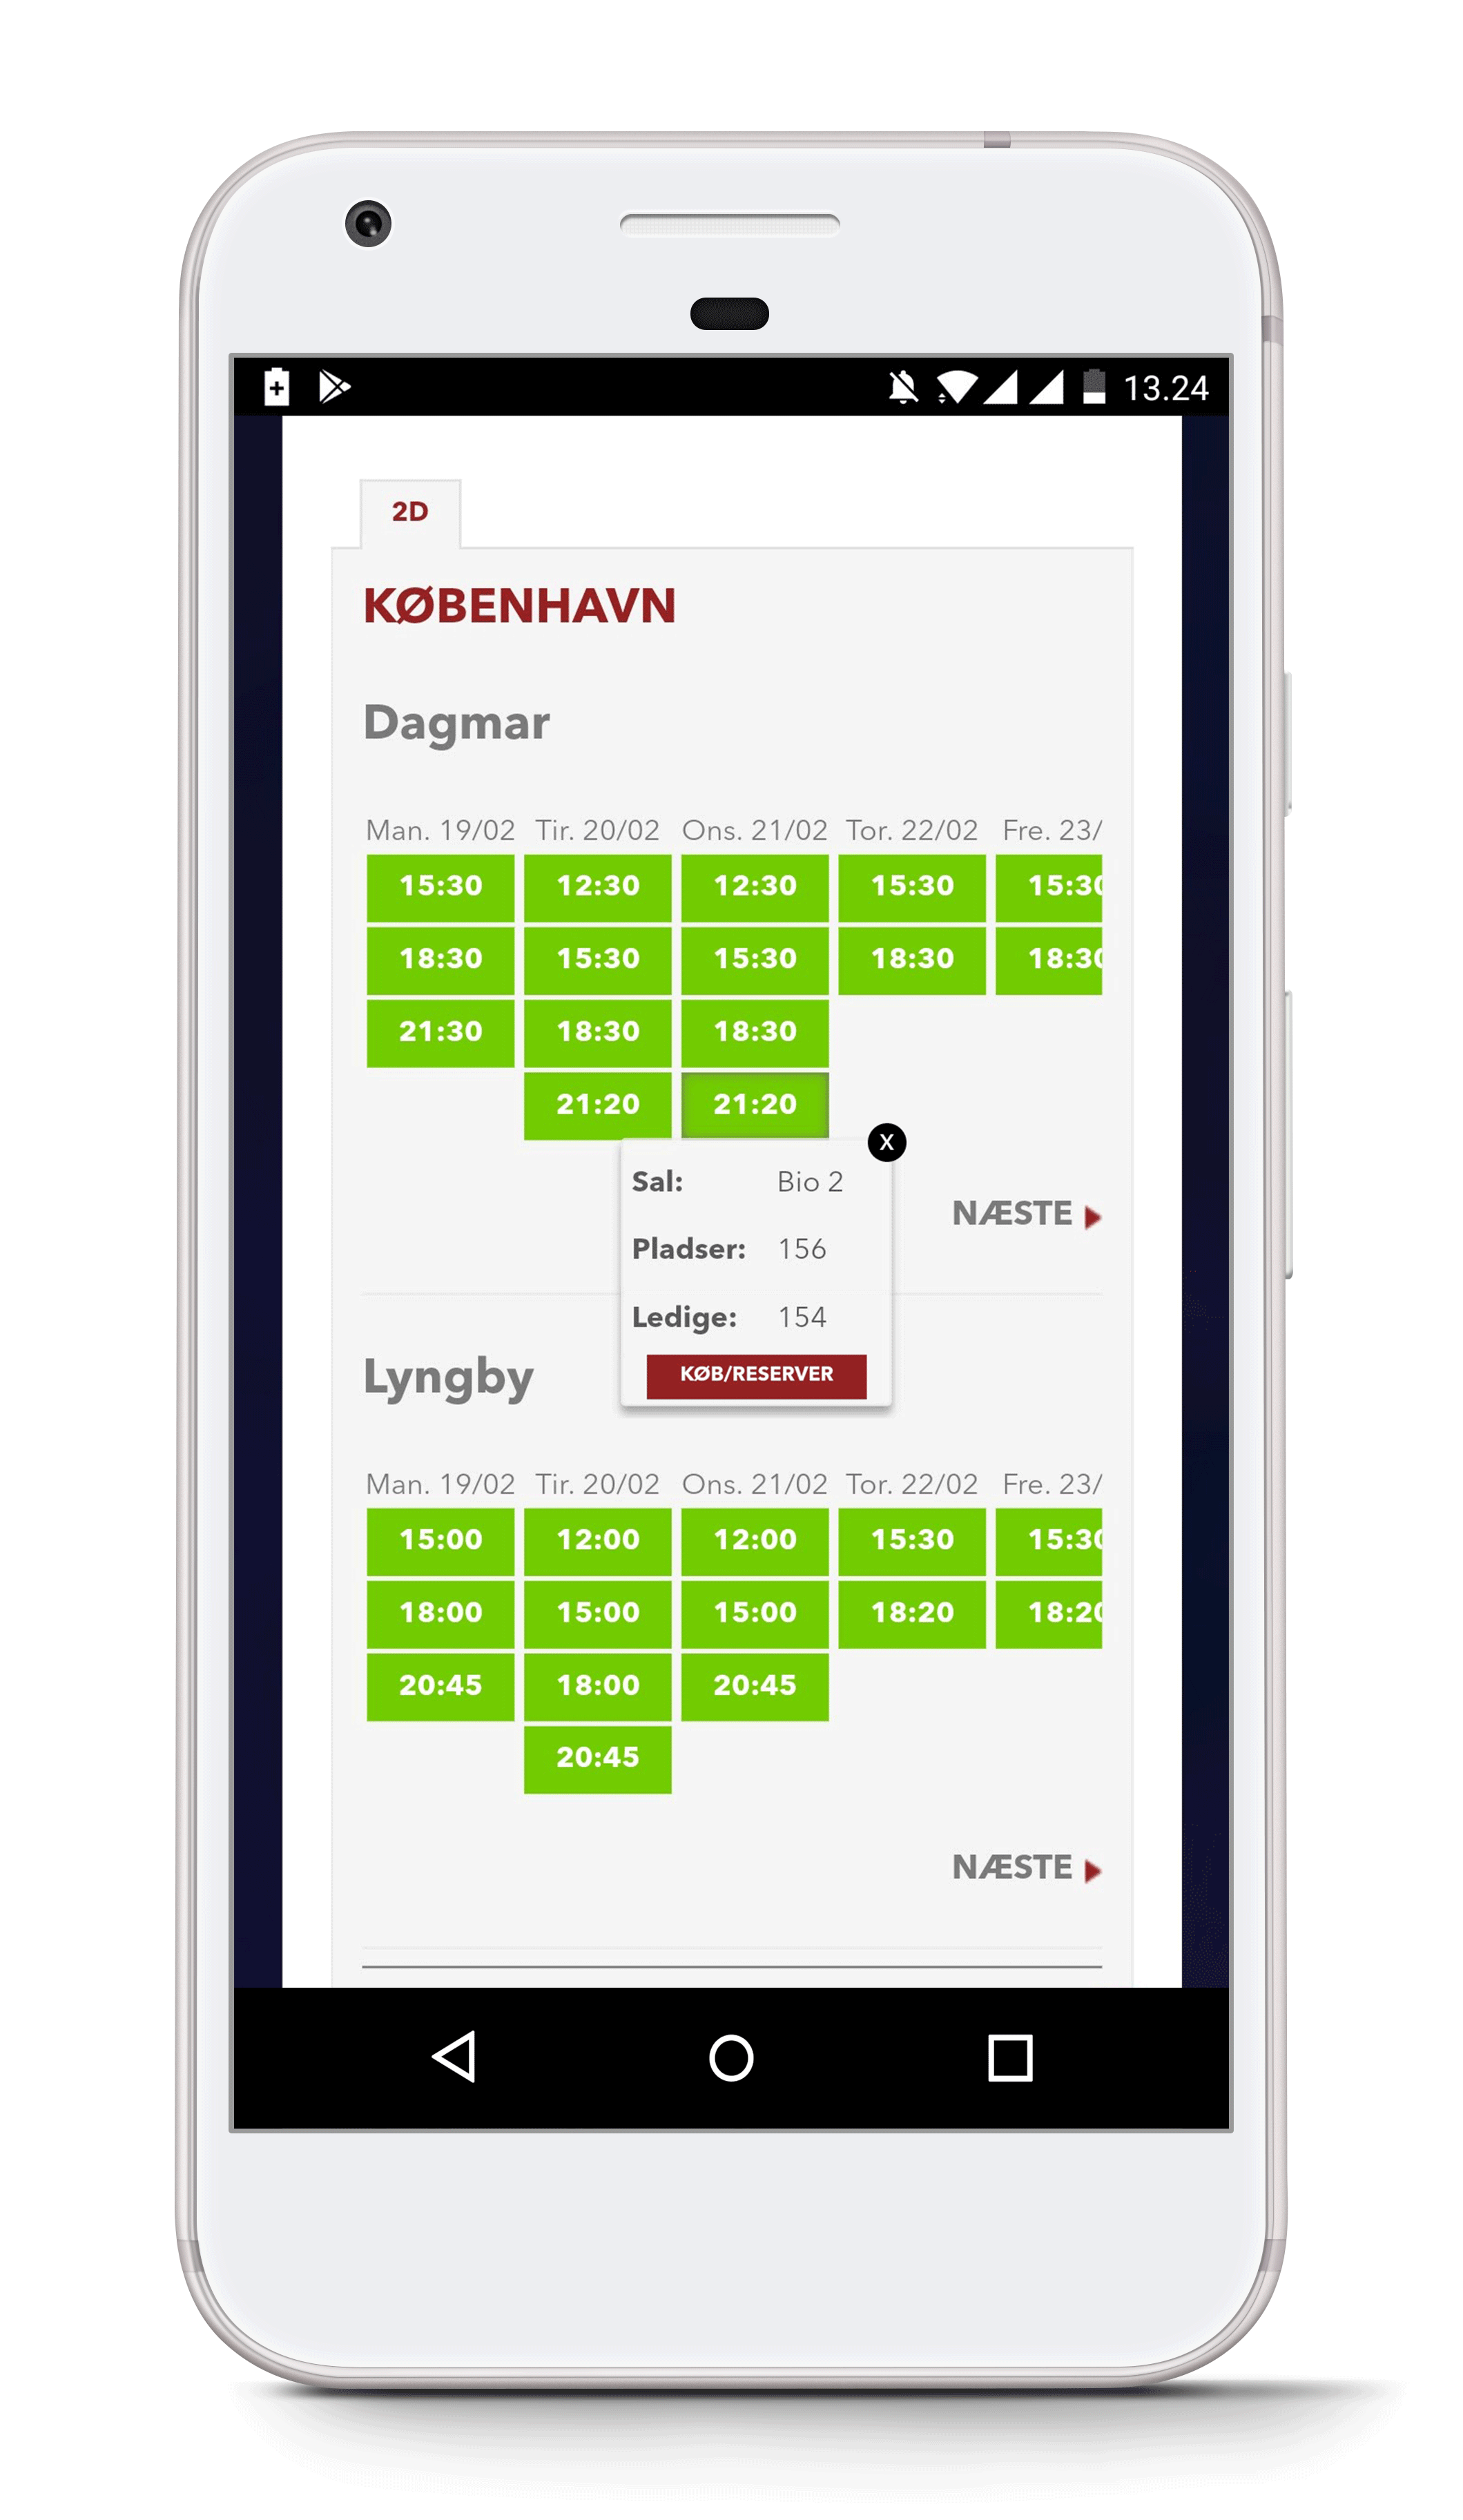 13.24
2D
KØBENHAVN
Dagmar
Man. 19/02 Tir. 20/02 Ons. 21/02 Tor. 22/02 Fre. 23/
15:30 12:30 12:30 15:30 15:30
18:30 15:30 15:30 18:30 18:30
21:30 18:30 18:30
21:20 21:20
X
Sal: Bio 2
NÆSTE
Pladser: 156
Ledige: 154
KØB/RESERVER
Lyngby
Man. 19/02 Tir. 20/02 Ons. 21/02 Tor. 22/02 Fre. 23/
15:00 12:00 12:00 15:30 15:30
18:00 15:00 15:00 18:20 18:20
20:45 18:00 20:45
20:45
NÆSTE